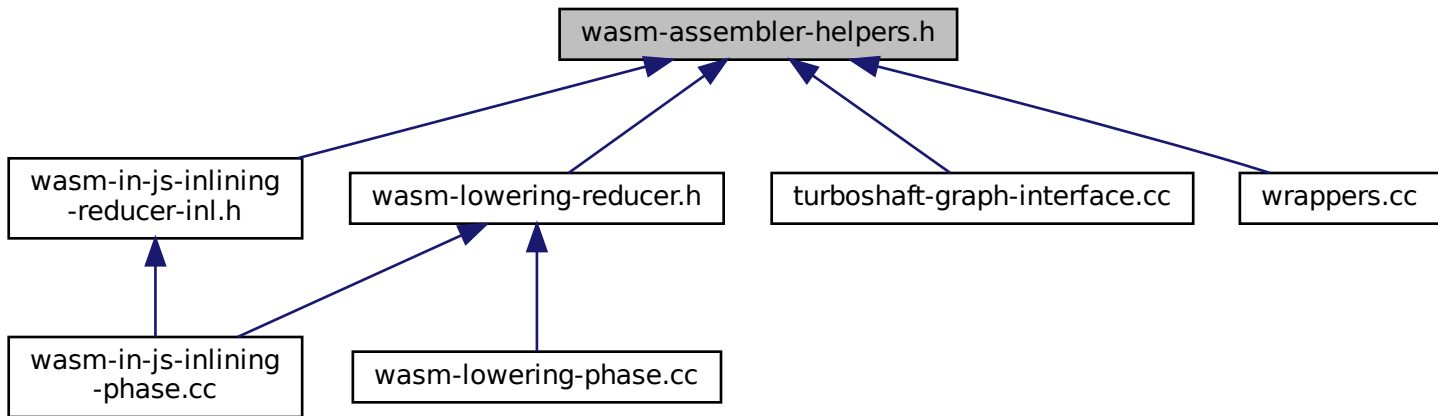 wasm-assembler-helpers.h
wasm-in-js-inlining
-reducer-inl.h
wasm-lowering-reducer.h
turboshaft-graph-interface.cc
wrappers.cc
wasm-in-js-inlining
-phase.cc
wasm-lowering-phase.cc